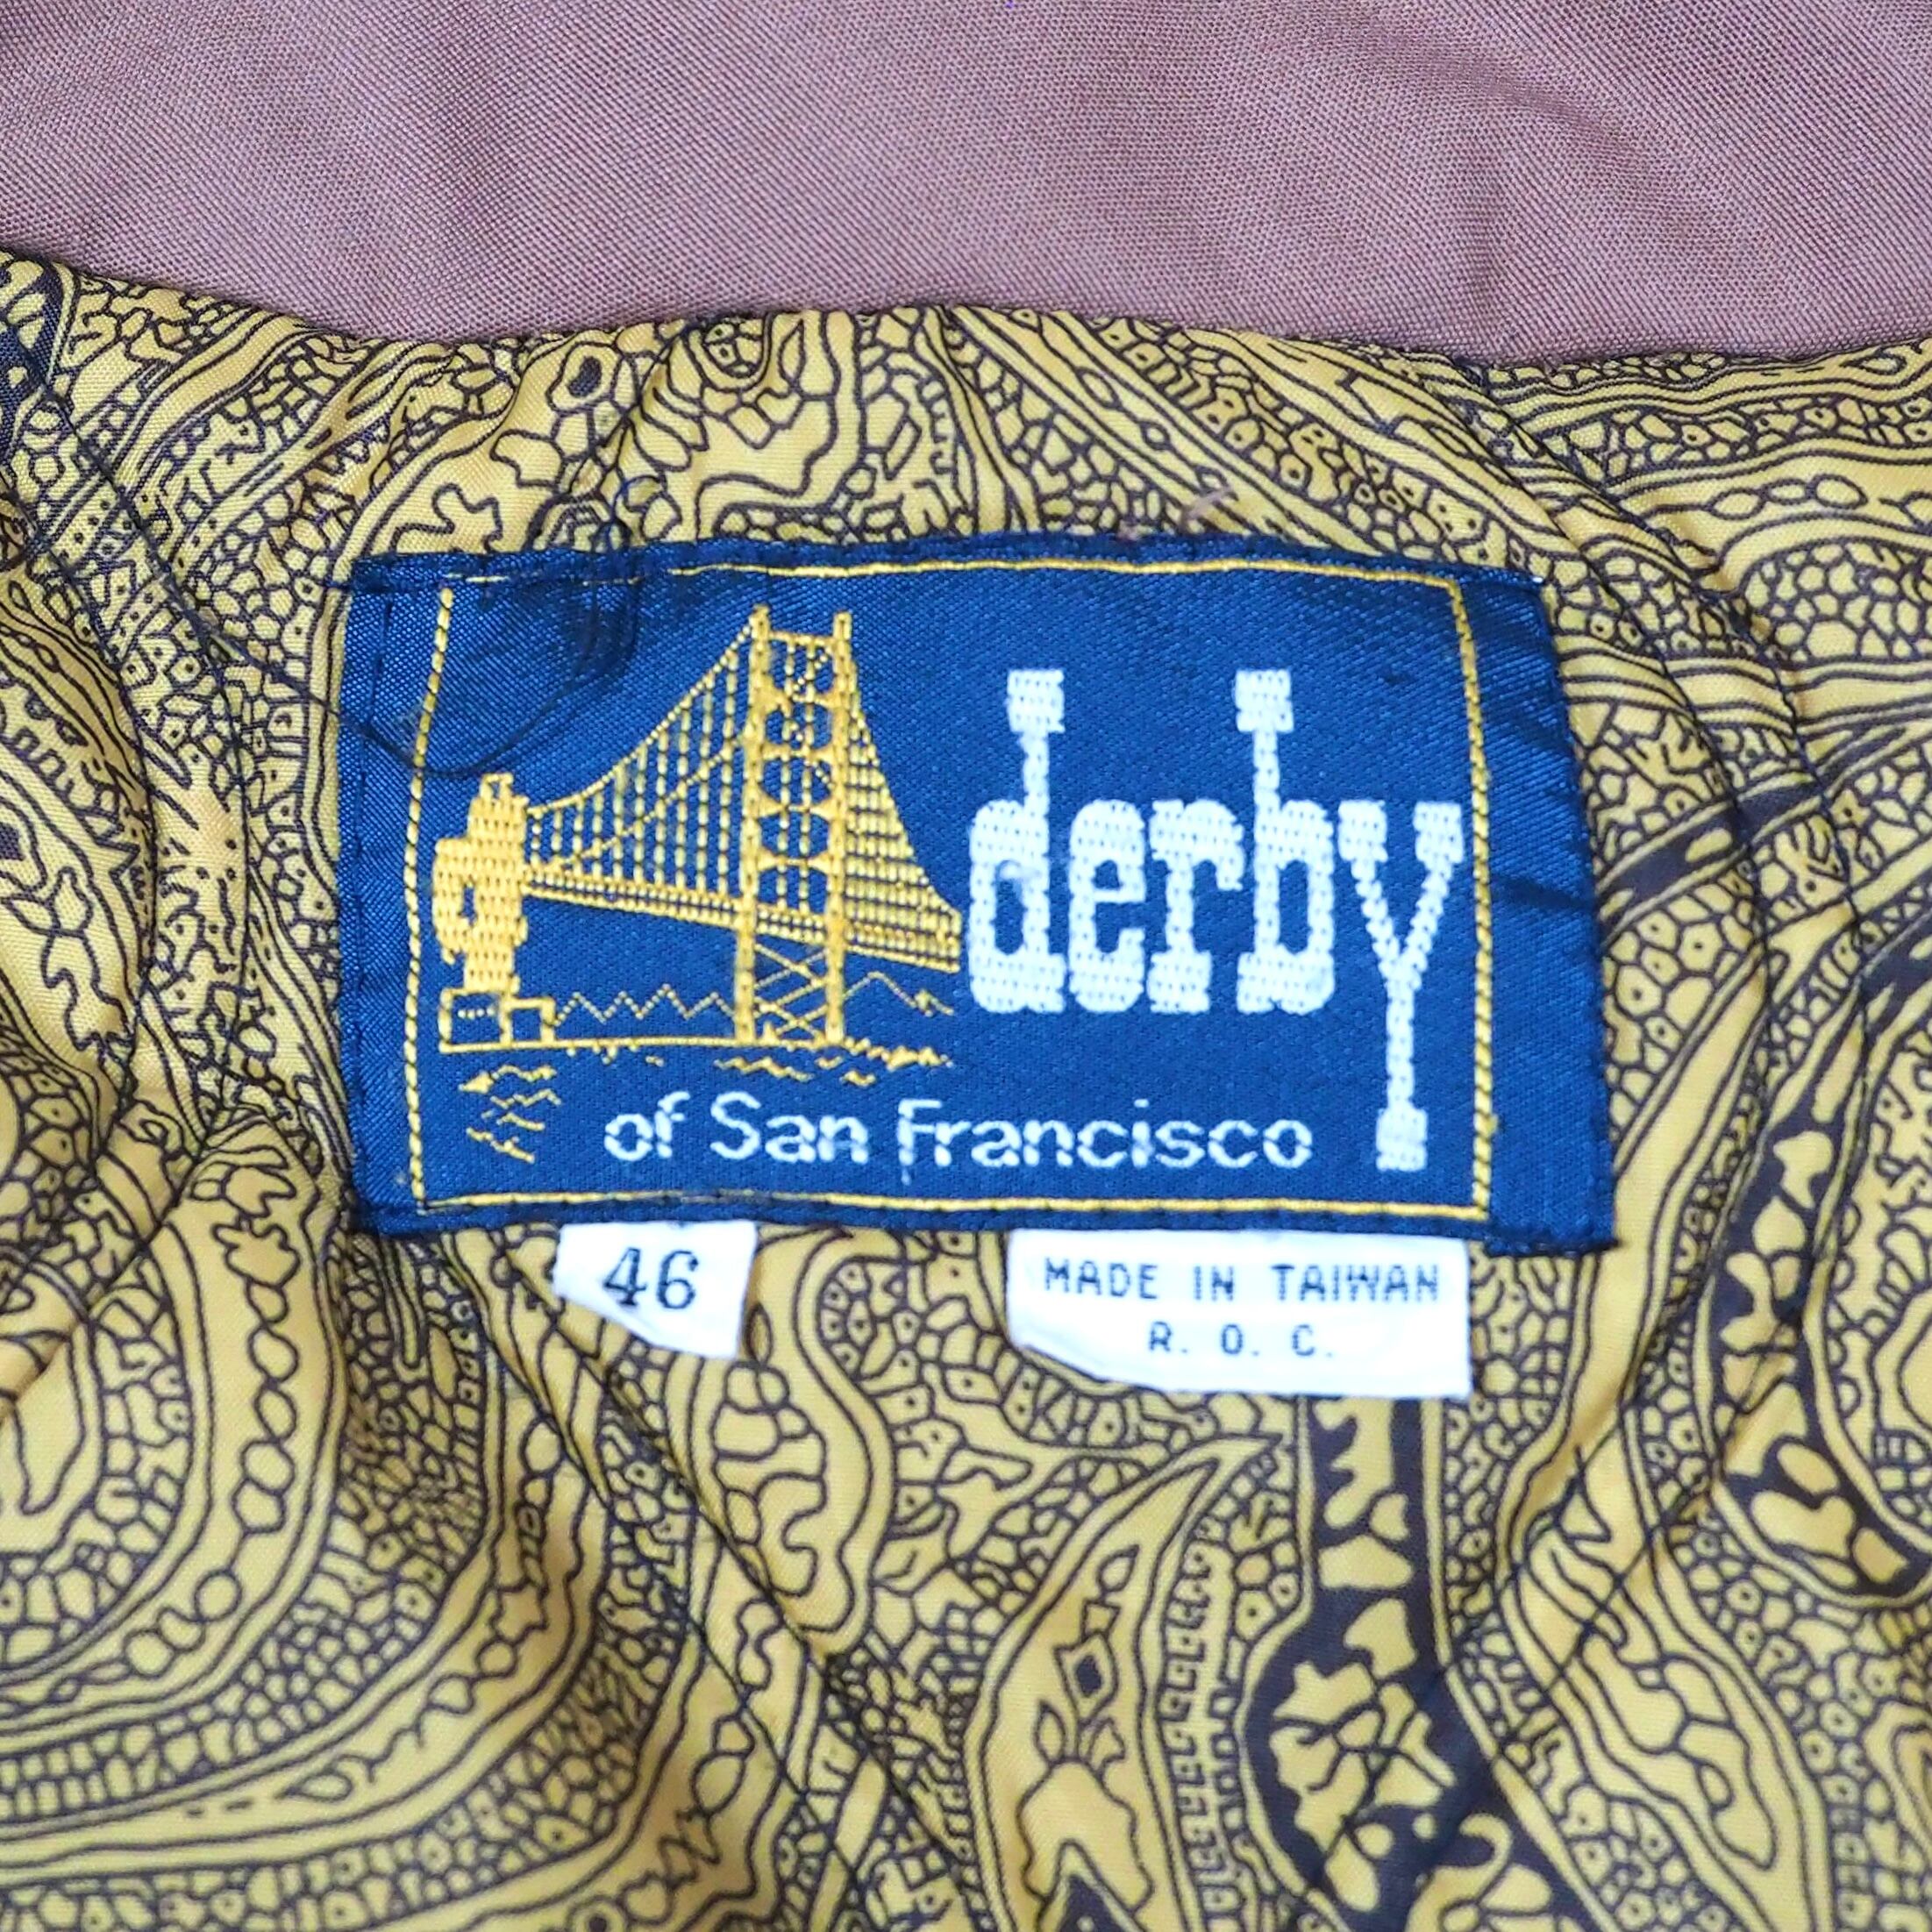 derby
of San Francisco
46
MADE IN TAIWAN
R. O. C.